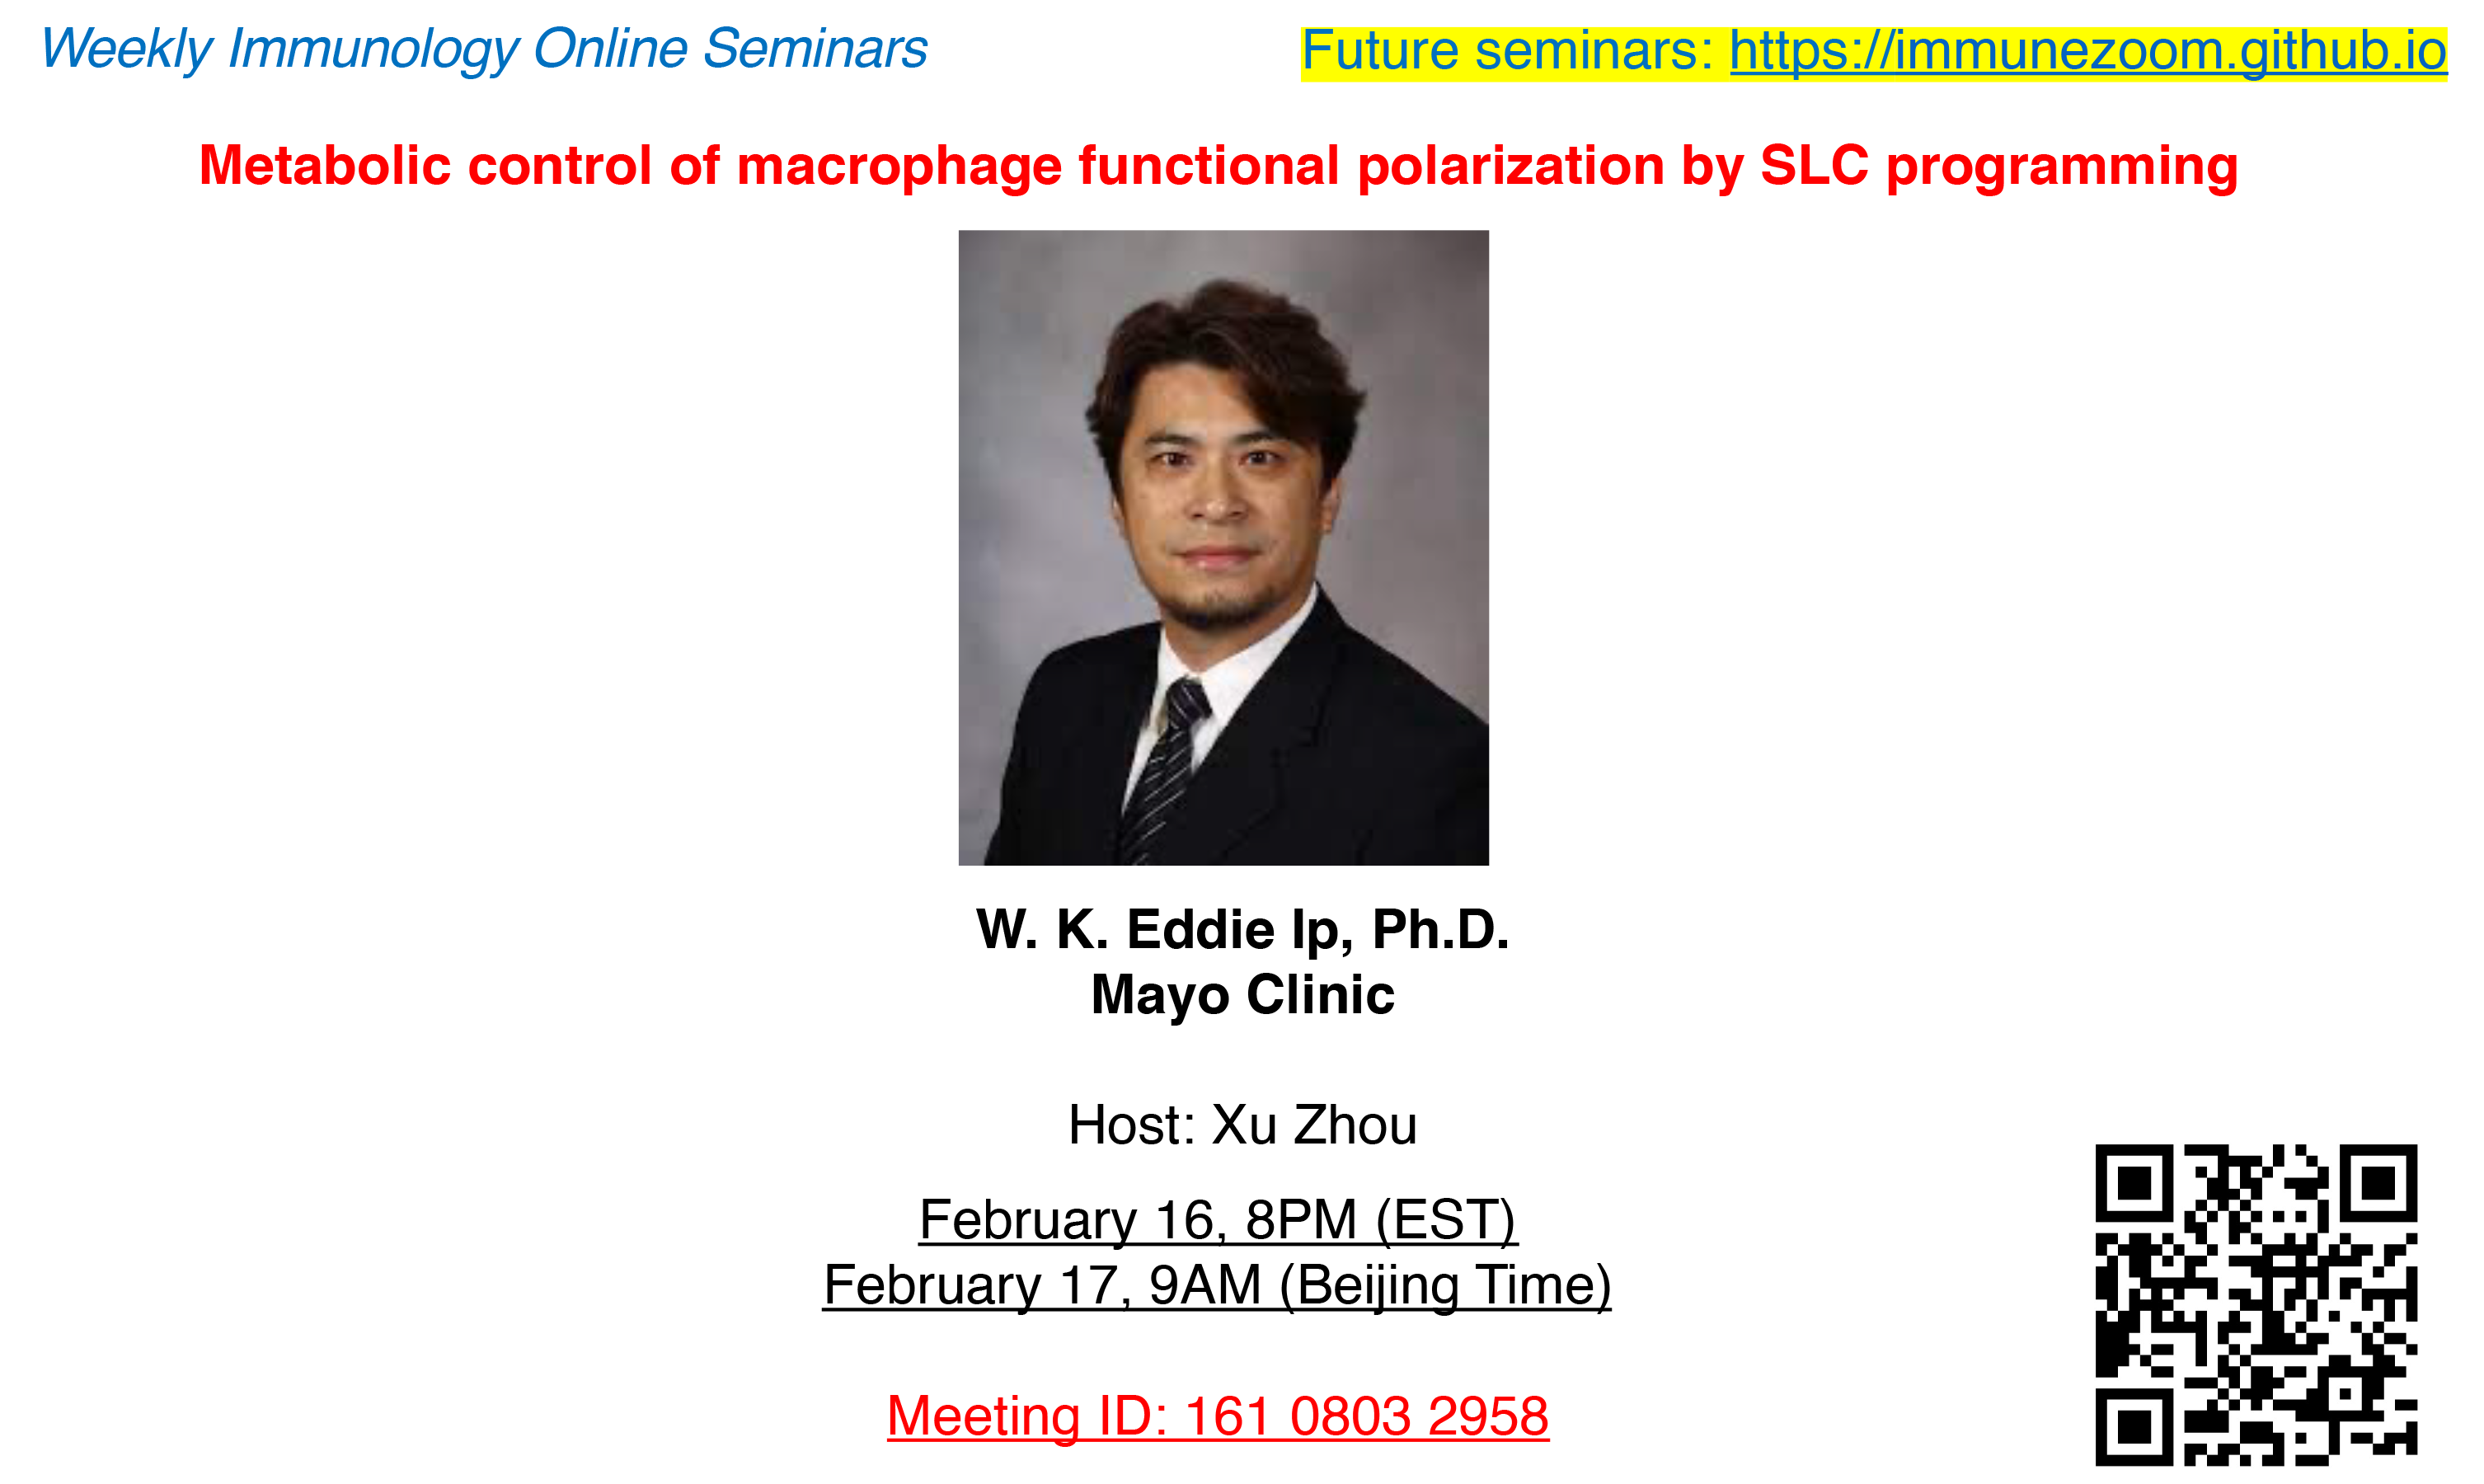 Weekly Immunology Online Seminars
Future seminars: https://immunezoom.github.io
Metabolic control of macrophage functional polarization by SLC programming
W. K. Eddie Ip, Ph.D.
Mayo Clinic
Host: Xu Zhou
February 16, 8PM (EST)
February 17, 9AM (Beijing Time)
Meeting ID: 161 0803 2958